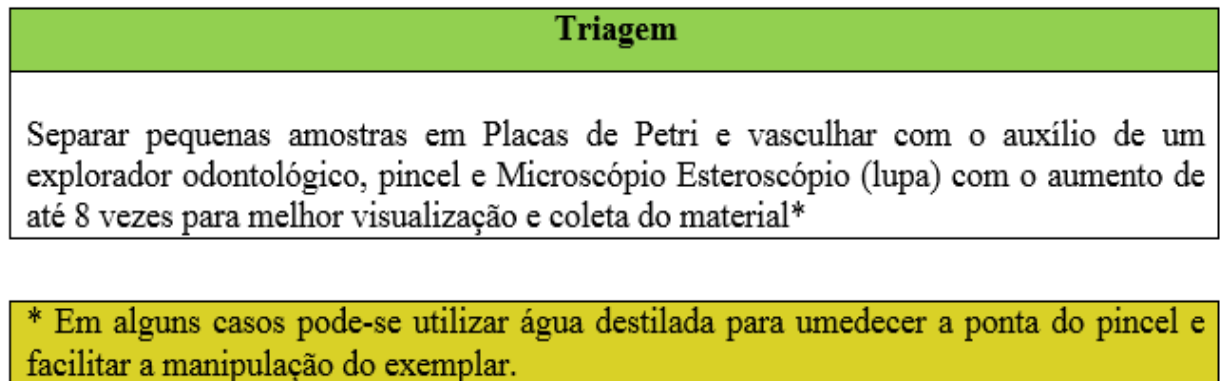 Triagem
Separar pequenas amostras em Placas de Petri e vasculhar com o auxílio de um
explorador odontológico, pincel e Microscópio Esteroscópio (lupa) com o aumento de
até 8 vezes para melhor visualização e coleta do material*
* Em alguns casos pode-se utilizar água destilada para umedecer a ponta do pincel e
facilitar a manipulação do exemplar.